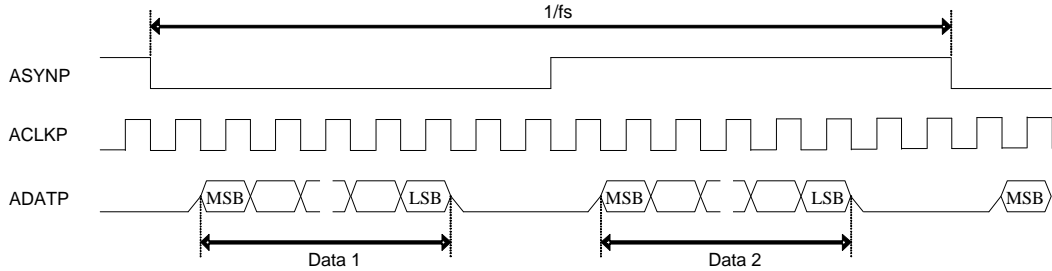 1/fs
ASYNP
ACLKP
ADATP MSB LSB MSB LSB MSB
Data 1 Data 2